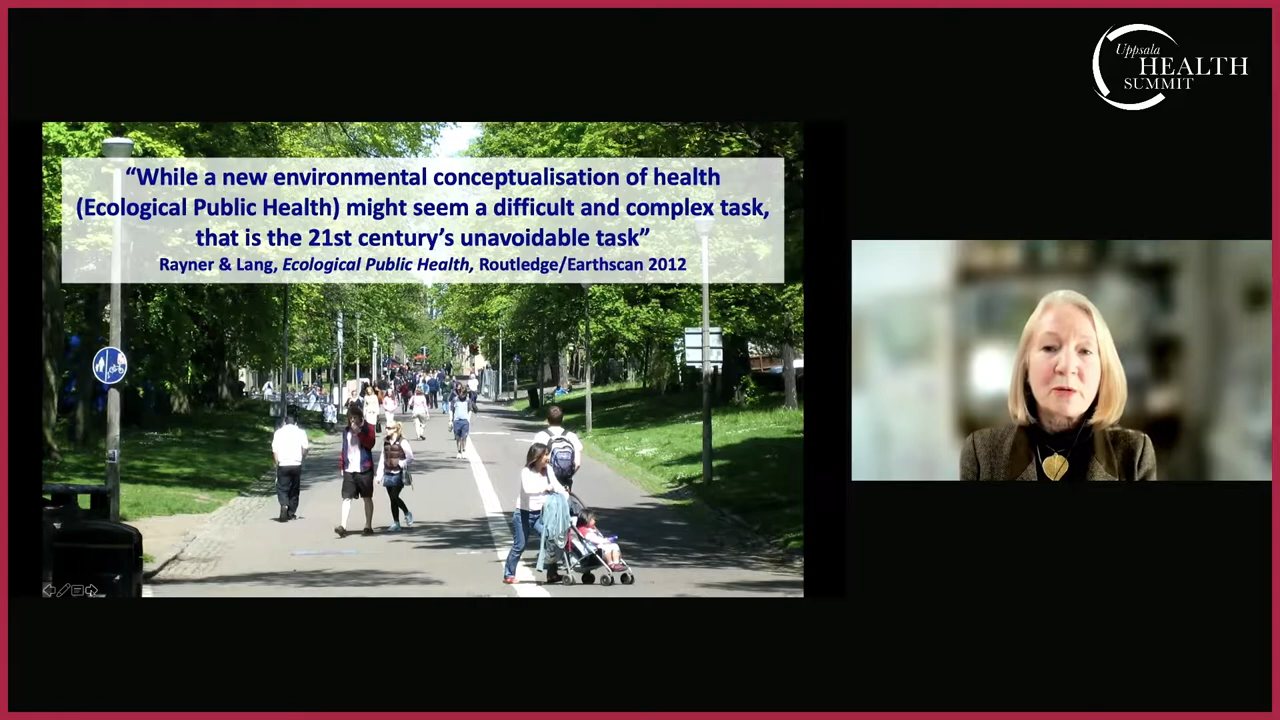 Uppsala
HEALTH
SUMMIT
“While a new environmental conceptualisation of health
(Ecological Public Health) might seem a difficult and complex task,
that is the 21st century’s unavoidable task”
Rayner & Lang, Ecological Public Health, Routledge/Earthscan 2012